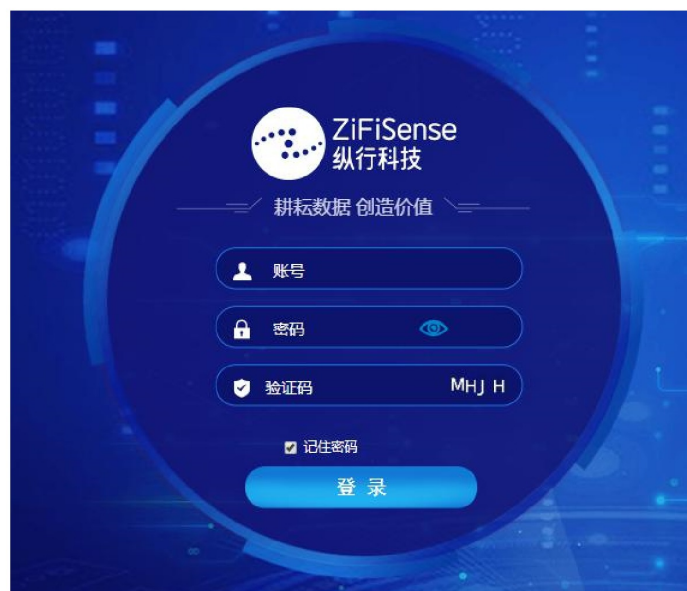 ZiFiSense
纵行科技
耕耘数据 创造价值
账号
密码
验证码 MHJ H
记住密码
登 录